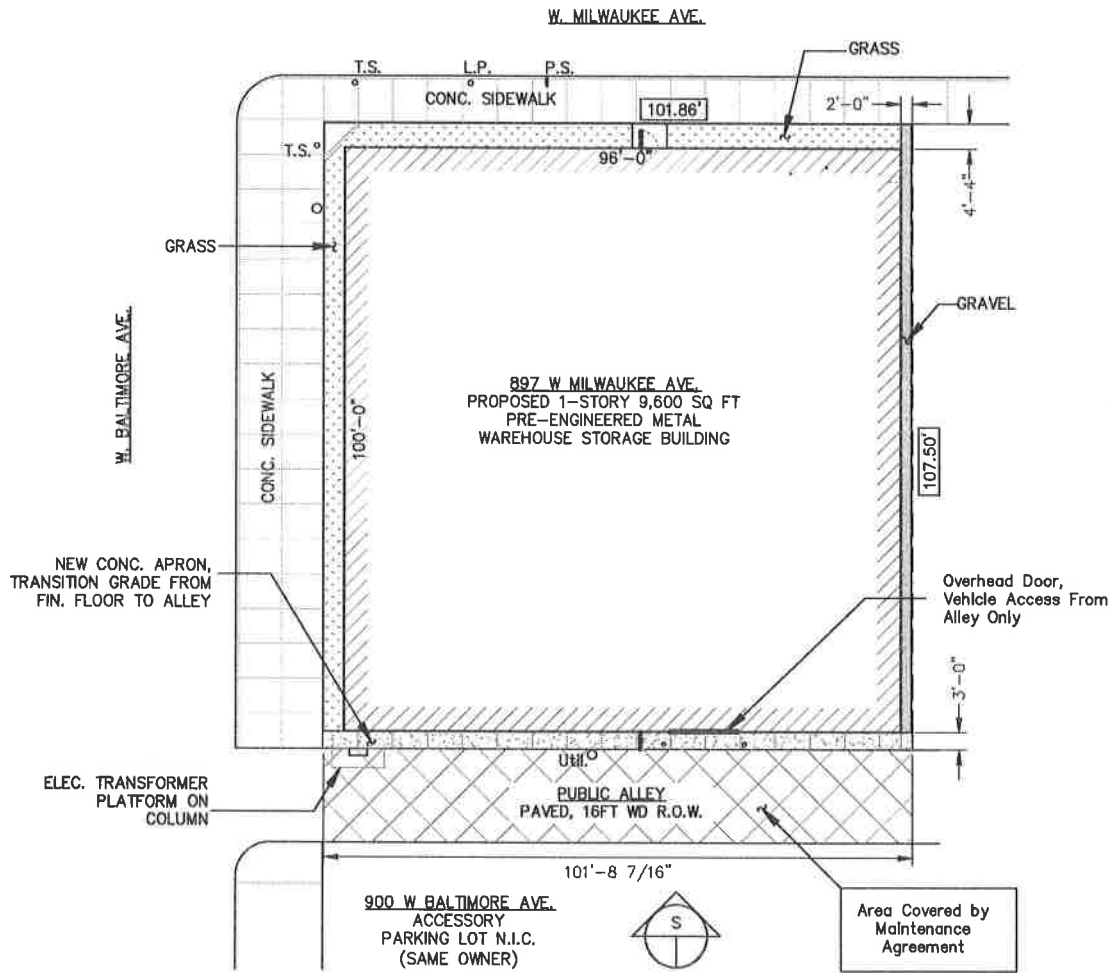 W. MILWAUKEE AVE.
GRASS
T.S.
L.P.
P.S.
CONC. SIDEWALK
101.86'
2'-0"
T.S.
96'-0"
4'-4"
GRASS
GRAVEL
W. BALTIMORE AVE.
CONC. SIDEWALK
100'-0"
897 W MILWAUKEE AVE.
PROPOSED 1-STORY 9,600 SQ FT
PRE-ENGINEERED METAL
WAREHOUSE STORAGE BUILDING
107.50'
NEW CONC. APRON,
TRANSITION GRADE FROM
FIN. FLOOR TO ALLEY
Overhead Door,
Vehicle Access From
Alley Only
3'-0"
Util.
ELEC. TRANSFORMER
PLATFORM ON
COLUMN
PUBLIC ALLEY
PAVED, 16FT WD R.O.W.
101'-8 7/16"
900 W BALTIMORE AVE.
ACCESSORY
PARKING LOT N.I.C.
(SAME OWNER)
S
Area Covered by
Maintenance
Agreement